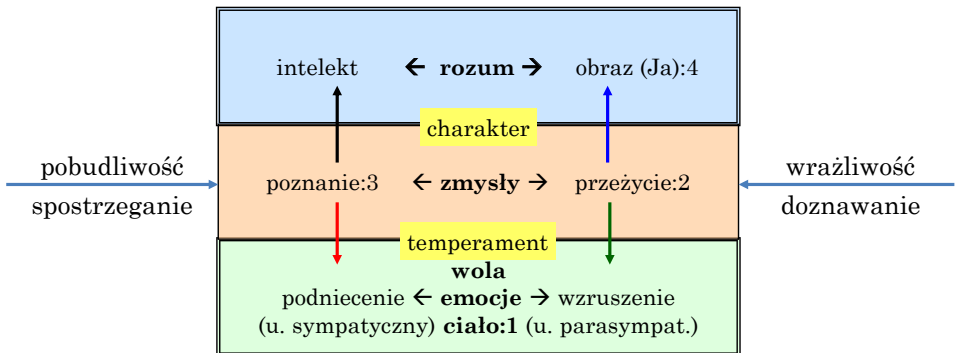 intelekt ← rozum → obraz (Ja):4
charakter
pobudliwość
spostrzeganie
poznanie:3 ← zmysły → przeżycie:2
wrażliwość
doznawanie
temperament
wola
podniecenie ← emocje → wzruszenie
(u. sympatyczny) ciało:1 (u. parasympat.)